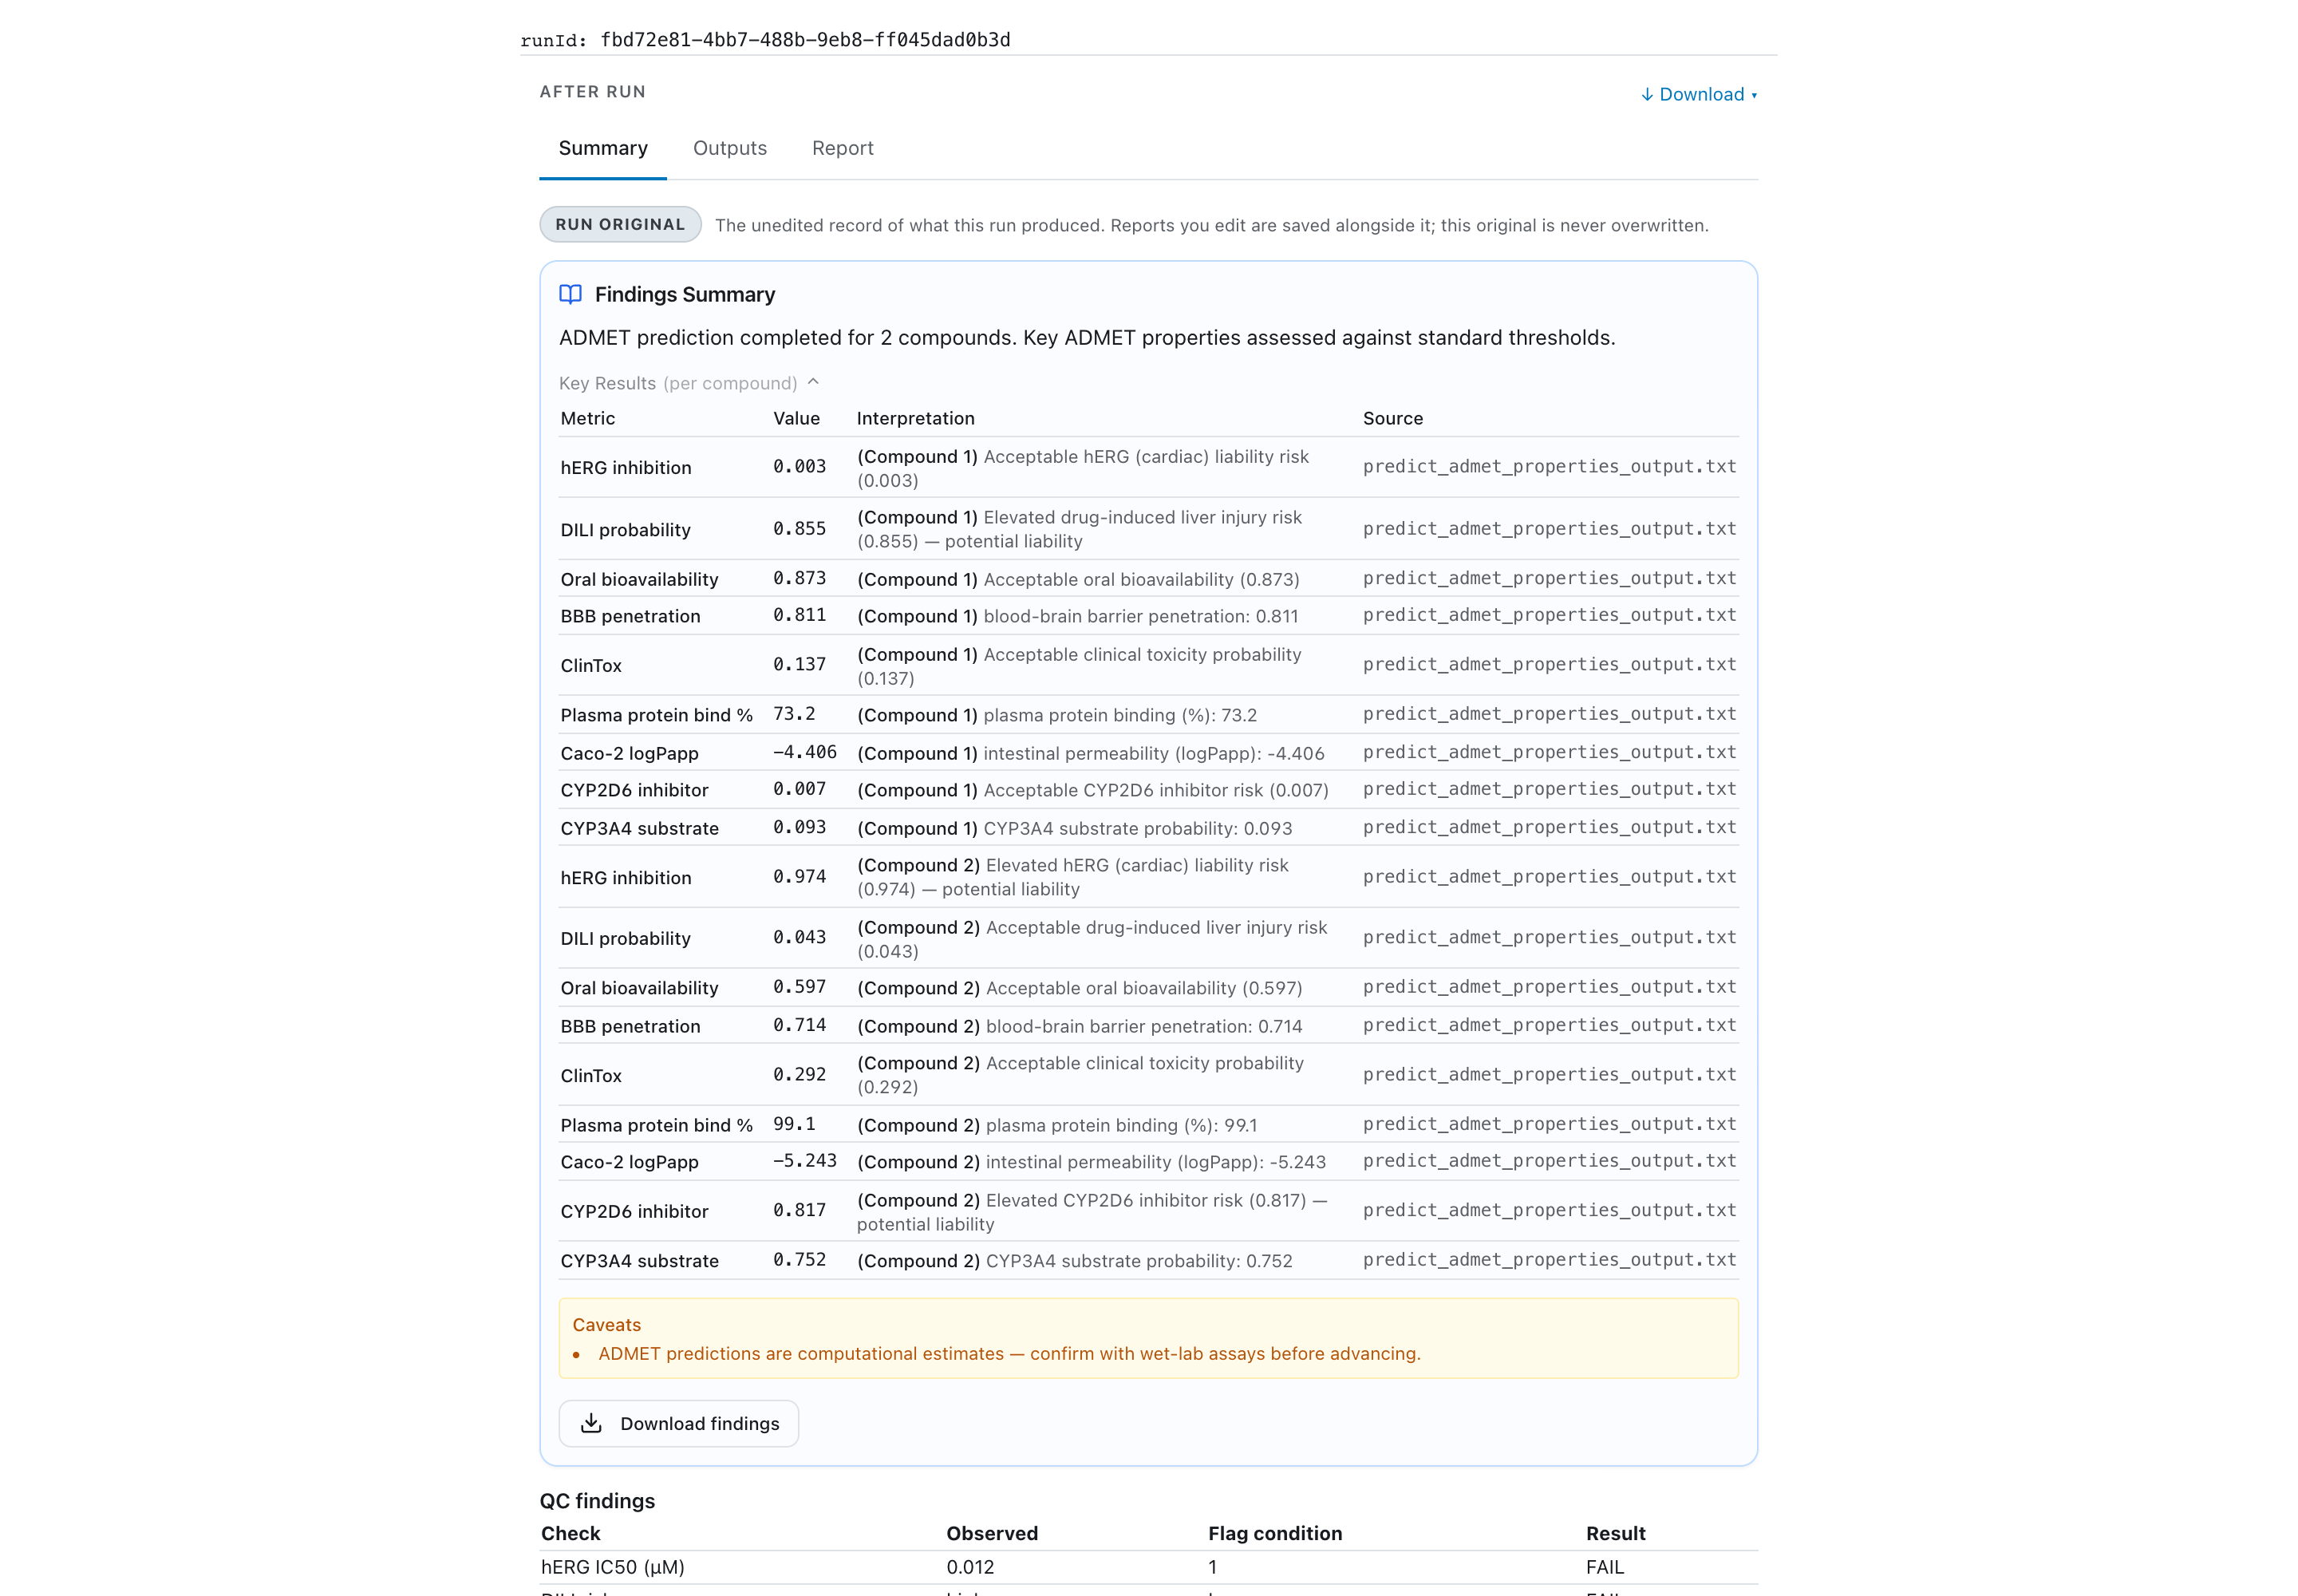 runId: fbd72e81-4bb7-488b-9eb8-ff045dad0b3d
AFTER RUN
↓ Download ▾
Summary Outputs Report
RUN ORIGINAL The unedited record of what this run produced. Reports you edit are saved alongside it; this original is never overwritten.
Findings Summary
ADMET prediction completed for 2 compounds. Key ADMET properties assessed against standard thresholds.
Key Results (per compound)
Metric Value Interpretation Source
hERG inhibition 0.003 (Compound 1) Acceptable hERG (cardiac) liability risk predict_admet_properties_output.txt
(0.003)
DILI probability 0.855 (Compound 1) Elevated drug-induced liver injury risk predict_admet_properties_output.txt
(0.855) — potential liability
Oral bioavailability 0.873 (Compound 1) Acceptable oral bioavailability (0.873) predict_admet_properties_output.txt
BBB penetration 0.811 (Compound 1) blood-brain barrier penetration: 0.811 predict_admet_properties_output.txt
ClinTox 0.137 (Compound 1) Acceptable clinical toxicity probability predict_admet_properties_output.txt
(0.137)
Plasma protein bind % 73.2 (Compound 1) plasma protein binding (%): 73.2 predict_admet_properties_output.txt
Caco-2 logPapp −4.406 (Compound 1) intestinal permeability (logPapp): -4.406 predict_admet_properties_output.txt
CYP2D6 inhibitor 0.007 (Compound 1) Acceptable CYP2D6 inhibitor risk (0.007) predict_admet_properties_output.txt
CYP3A4 substrate 0.093 (Compound 1) CYP3A4 substrate probability: 0.093 predict_admet_properties_output.txt
hERG inhibition 0.974 (Compound 2) Elevated hERG (cardiac) liability risk predict_admet_properties_output.txt
(0.974) — potential liability
DILI probability 0.043 (Compound 2) Acceptable drug-induced liver injury risk predict_admet_properties_output.txt
(0.043)
Oral bioavailability 0.597 (Compound 2) Acceptable oral bioavailability (0.597) predict_admet_properties_output.txt
BBB penetration 0.714 (Compound 2) blood-brain barrier penetration: 0.714 predict_admet_properties_output.txt
ClinTox 0.292 (Compound 2) Acceptable clinical toxicity probability predict_admet_properties_output.txt
(0.292)
Plasma protein bind % 99.1 (Compound 2) plasma protein binding (%): 99.1 predict_admet_properties_output.txt
Caco-2 logPapp −5.243 (Compound 2) intestinal permeability (logPapp): -5.243 predict_admet_properties_output.txt
CYP2D6 inhibitor 0.817 (Compound 2) Elevated CYP2D6 inhibitor risk (0.817) — predict_admet_properties_output.txt
potential liability
CYP3A4 substrate 0.752 (Compound 2) CYP3A4 substrate probability: 0.752 predict_admet_properties_output.txt
Caveats
• ADMET predictions are computational estimates — confirm with wet-lab assays before advancing.
Download findings
QC findings
Check Observed Flag condition Result
hERG IC50 (µM) 0.012 1 FAIL